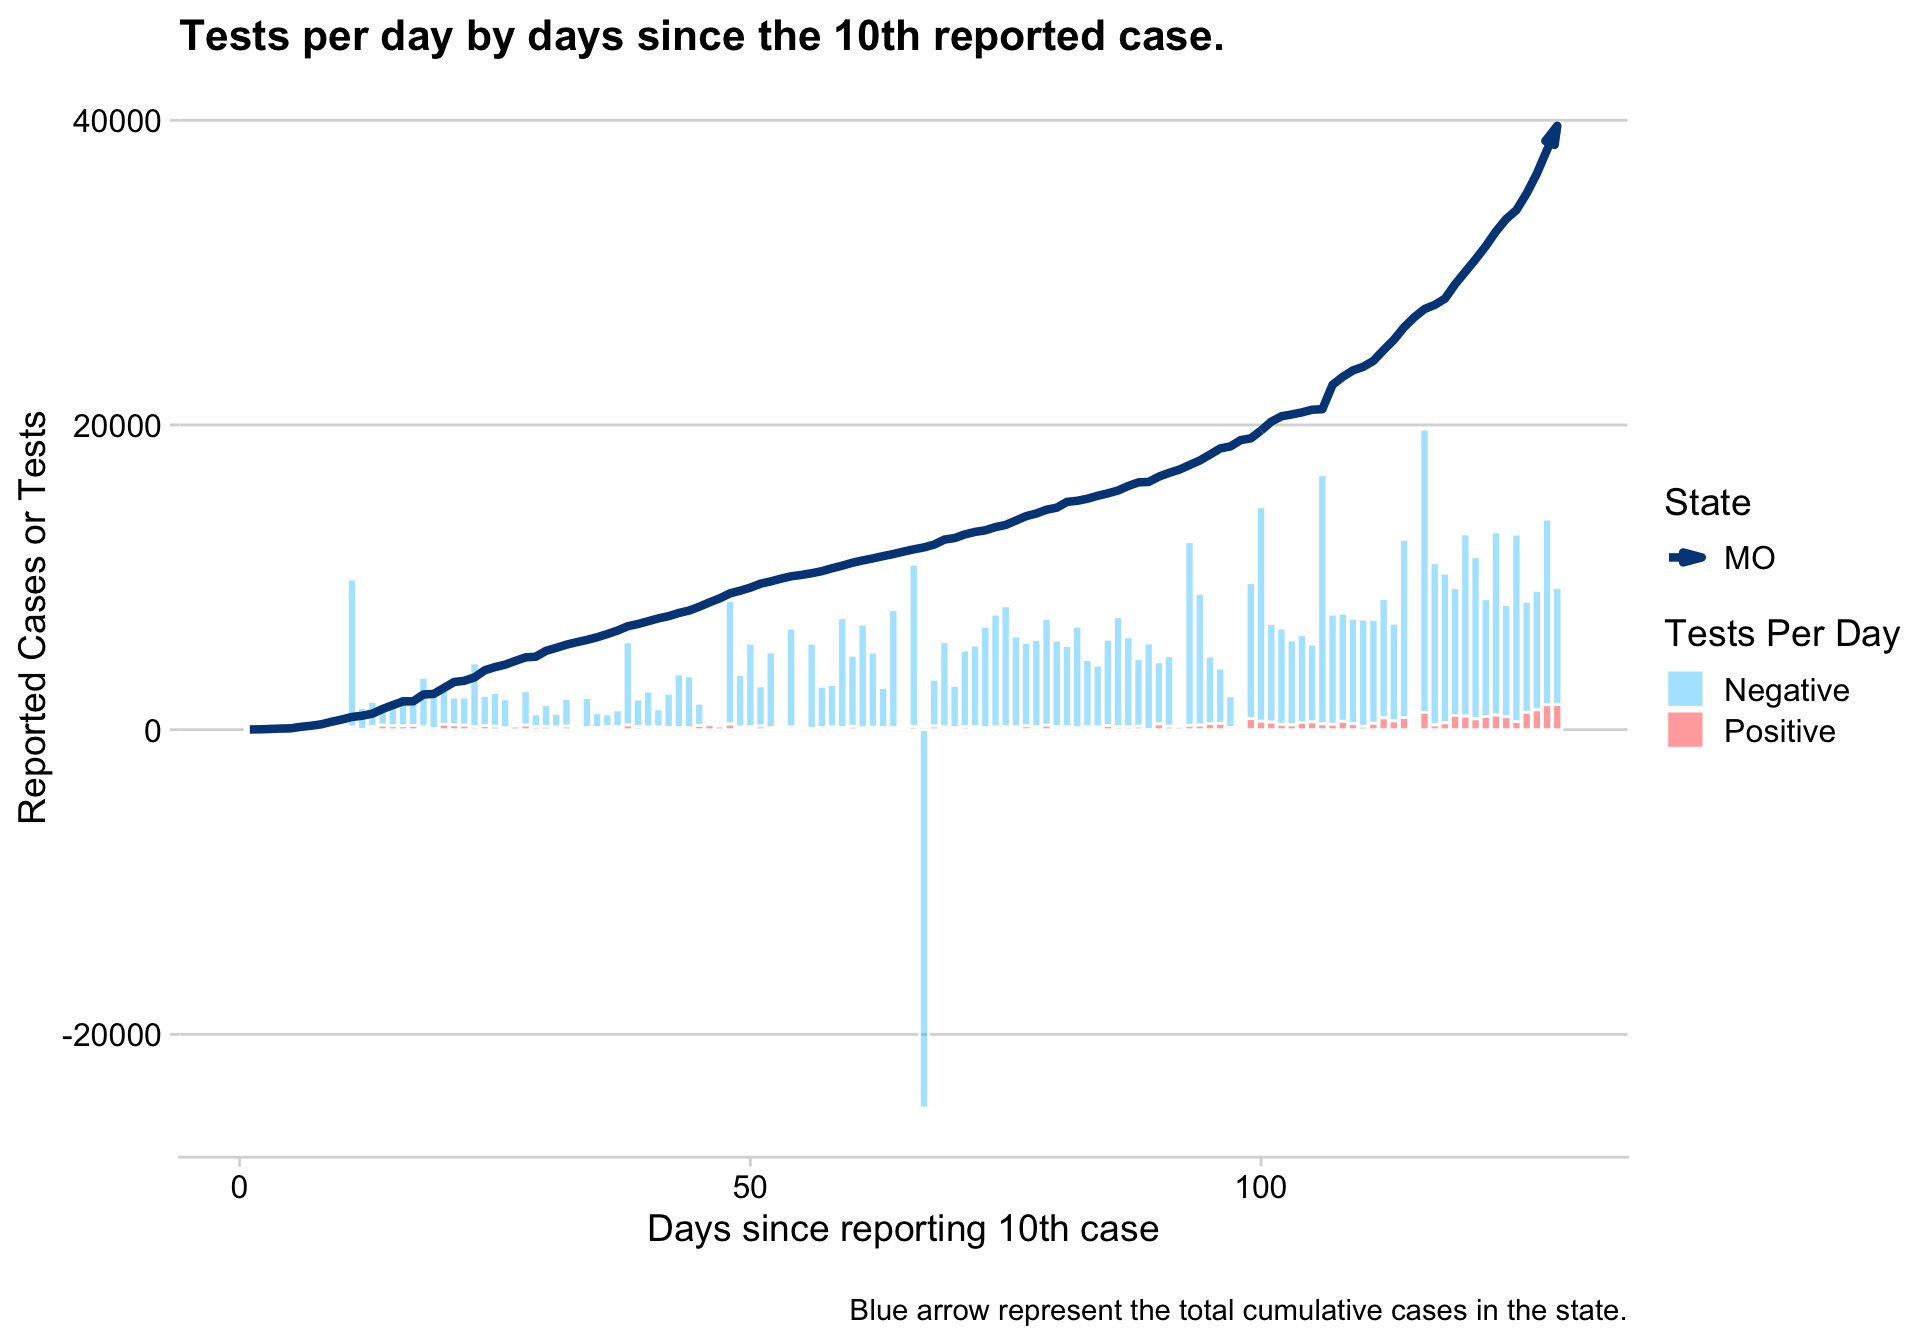 Tests per day by days since the 10th reported case.
40000
20000
0
-20000
Reported Cases or Tests
0
50
100
Days since reporting 10th case
State
MO
Tests Per Day
Negative
Positive
Blue arrow represent the total cumulative cases in the state.